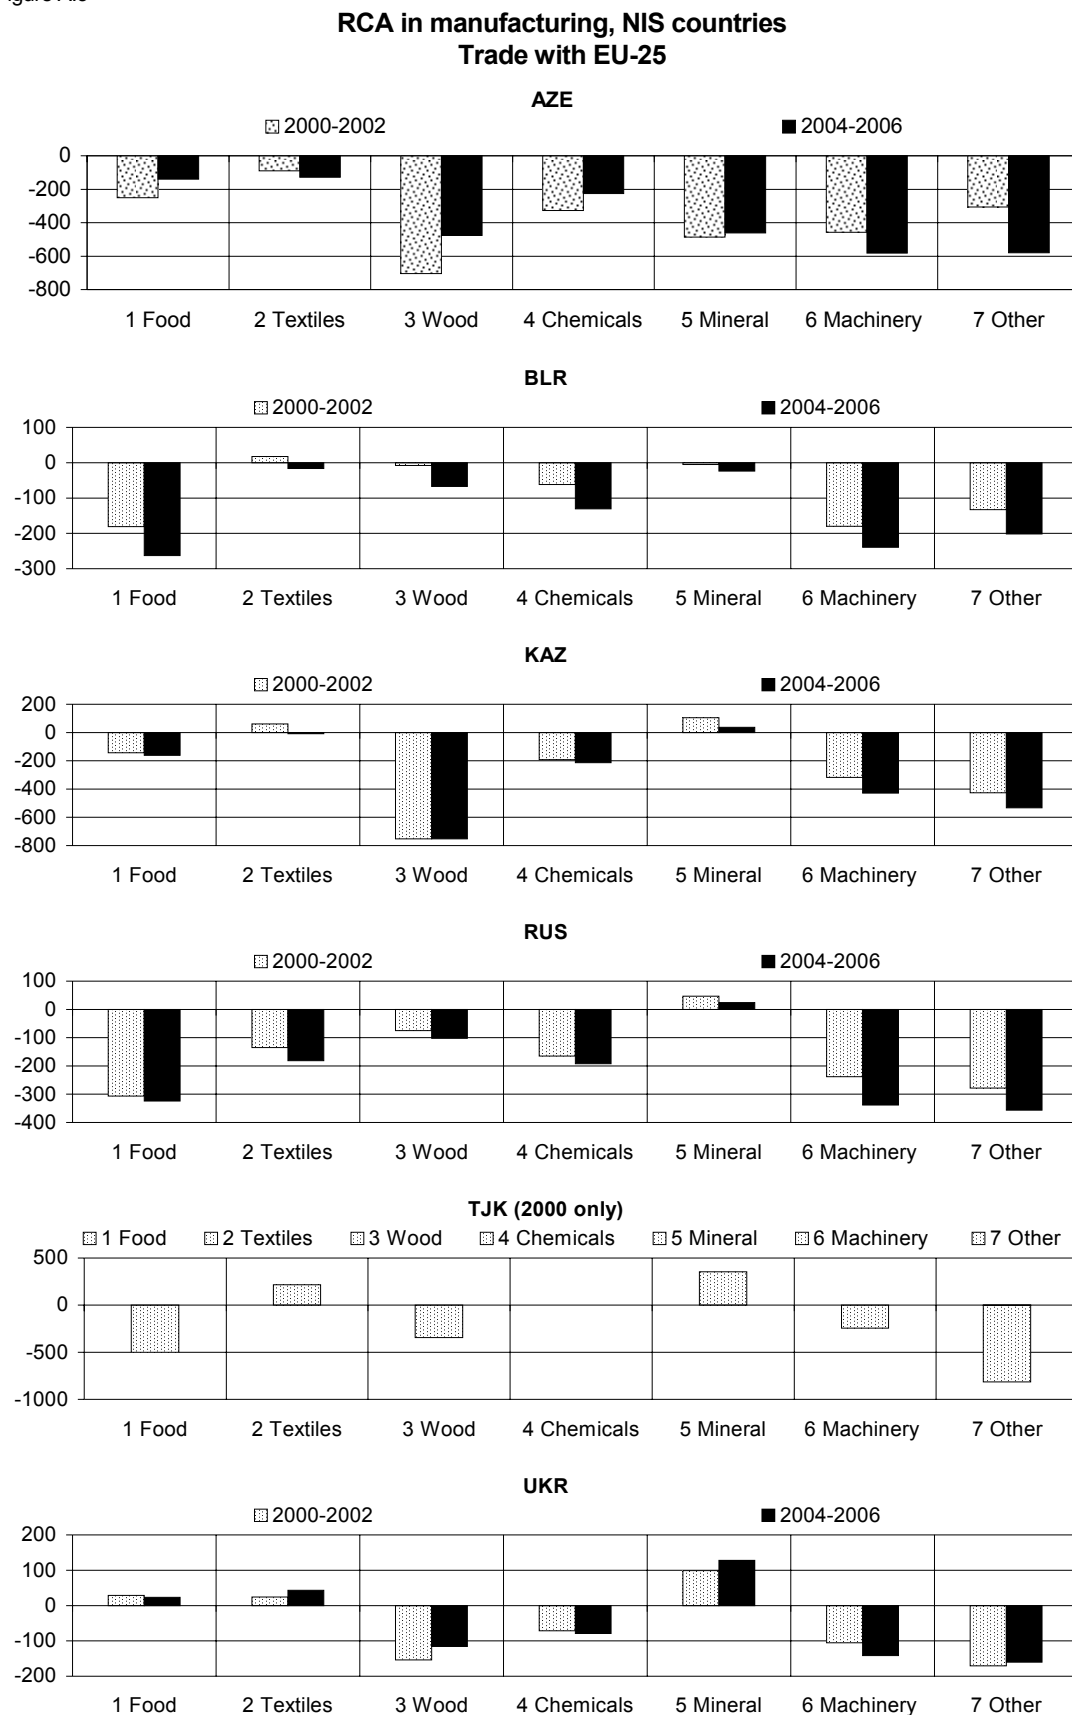 RCA in manufacturing, NIS countries
Trade with EU-25
AZE
2000-2002 2004-2006
0
-200
-400
-600
-800
1 Food 2 Textiles 3 Wood 4 Chemicals 5 Mineral 6 Machinery 7 Other
BLR
2000-2002 2004-2006
100
0
-100
-200
-300
1 Food 2 Textiles 3 Wood 4 Chemicals 5 Mineral 6 Machinery 7 Other
KAZ
2000-2002 2004-2006
200
0
-200
-400
-600
-800
1 Food 2 Textiles 3 Wood 4 Chemicals 5 Mineral 6 Machinery 7 Other
RUS
2000-2002 2004-2006
100
0
-100
-200
-300
-400
1 Food 2 Textiles 3 Wood 4 Chemicals 5 Mineral 6 Machinery 7 Other
TJK (2000 only)
1 Food 2 Textiles 3 Wood 4 Chemicals 5 Mineral 6 Machinery 7 Other
500
0
-500
-1000
1 Food 2 Textiles 3 Wood 4 Chemicals 5 Mineral 6 Machinery 7 Other
UKR
2000-2002 2004-2006
200
100
0
-100
-200
1 Food 2 Textiles 3 Wood 4 Chemicals 5 Mineral 6 Machinery 7 Other